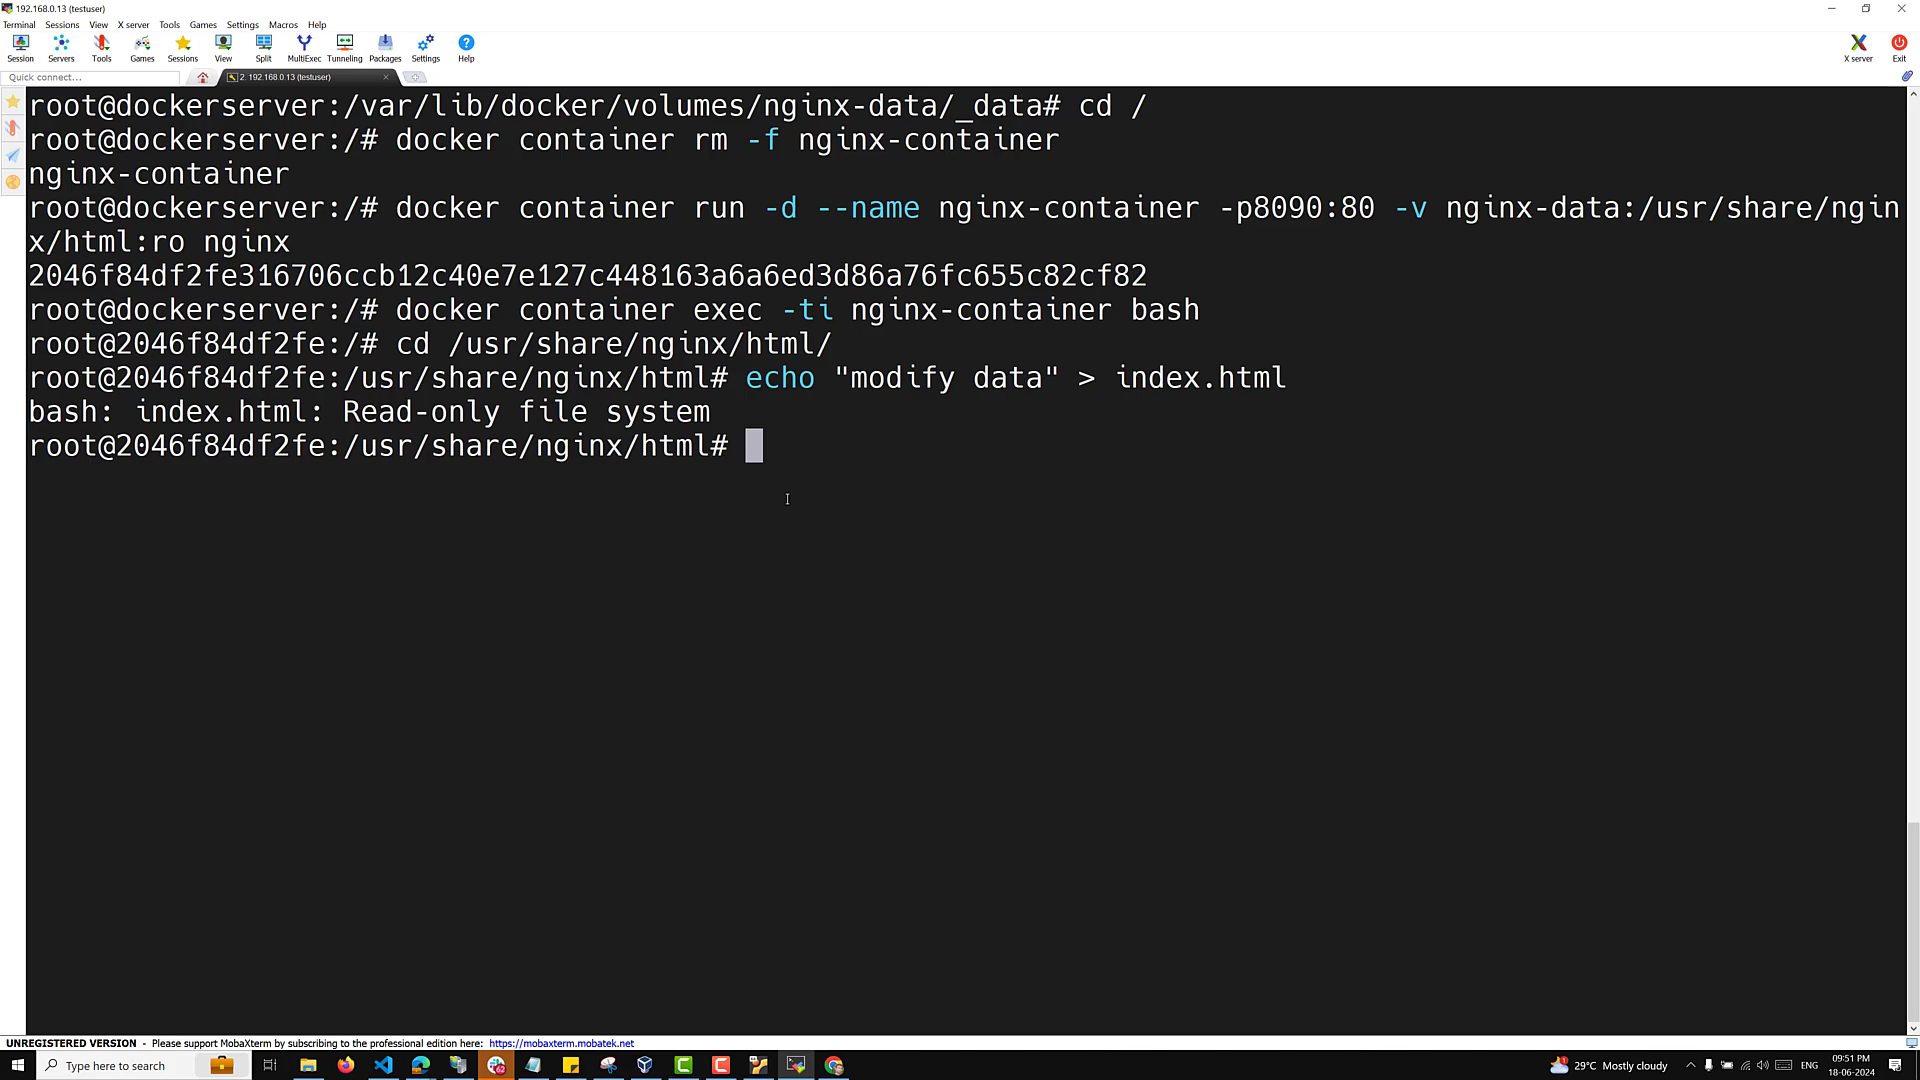 192.168.0.13 (testuser)
Terminal Sessions View X server Tools Games Settings Macros Help
Session Servers Tools Games Sessions View Split MultiExec Tunneling Packages Settings Help X server Exit
Quick connect... 2. 192.168.0.13 (testuser)
root@dockerserver:/var/lib/docker/volumes/nginx-data/_data# cd /
root@dockerserver:/# docker container rm -f nginx-container
nginx-container
root@dockerserver:/# docker container run -d --name nginx-container -p8090:80 -v nginx-data:/usr/share/ngin
x/html:ro nginx
2046f84df2fe316706ccb12c40e7e127c448163a6a6ed3d86a76fc655c82cf82
root@dockerserver:/# docker container exec -ti nginx-container bash
root@2046f84df2fe:/# cd /usr/share/nginx/html/
root@2046f84df2fe:/usr/share/nginx/html# echo "modify data" > index.html
bash: index.html: Read-only file system
root@2046f84df2fe:/usr/share/nginx/html#
UNREGISTERED VERSION - Please support MobaXterm by subscribing to the professional edition here: https://mobaxterm.mobatek.net
Type here to search 62 29°C Mostly cloudy ENG 09:51 PM
18-06-2024